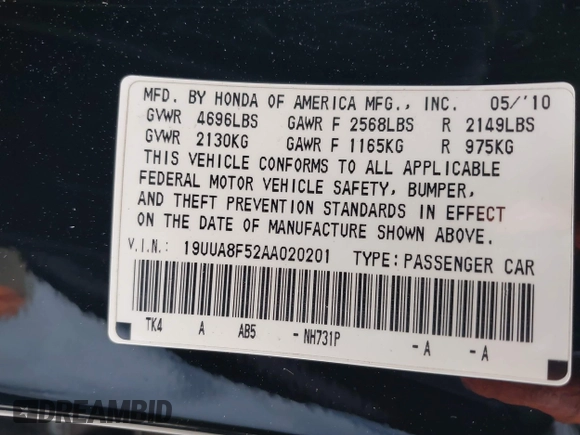 MFD. BY HONDA OF AMERICA MFG., INC. 05/'10
GVWR 4696LBS GAWR F 2568LBS R 2149LBS
GVWR 2130KG GAWR F 1165KG R 975KG
THIS VEHICLE CONFORMS TO ALL APPLICABLE
FEDERAL MOTOR VEHICLE SAFETY, BUMPER,
AND THEFT PREVENTION STANDARDS IN EFFECT
ON THE DATE OF MANUFACTURE SHOWN ABOVE.
V.I.N.: 19UUA8F52AA020201 TYPE: PASSENGER CAR
TK4 A AB5 - NH731P - A - A
DREAMBID